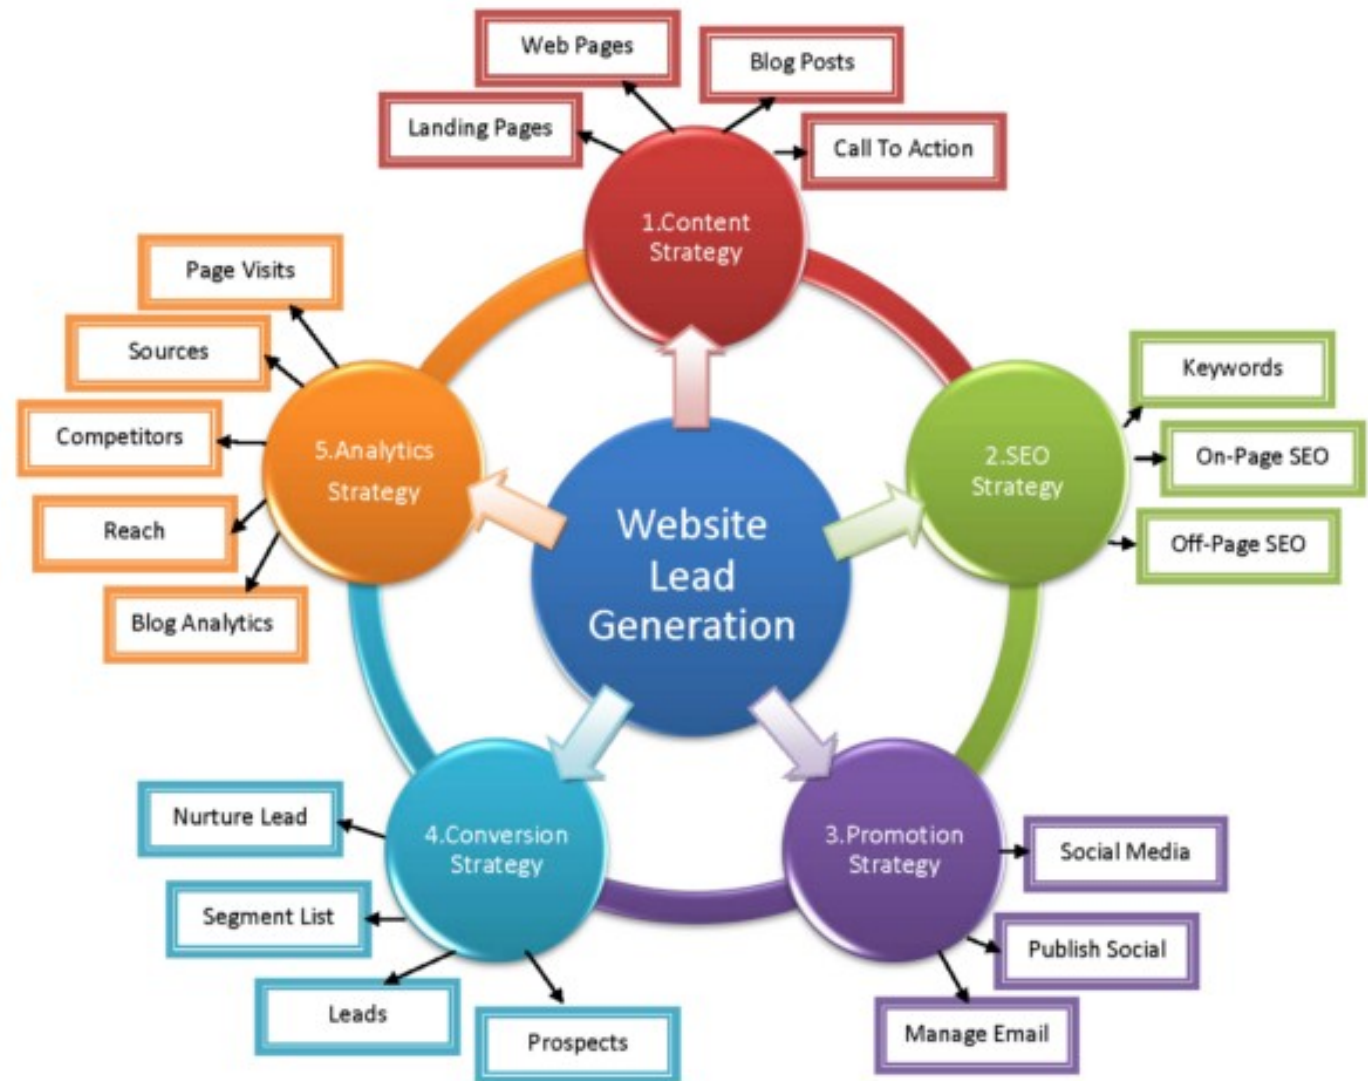 Web Pages
Blog Posts
Landing Pages
Call To Action
1.Content
Strategy
Page Visits
Sources
Competitors
Reach
Blog Analytics
5.Analytics
Strategy
Keywords
On-Page SEO
Off-Page SEO
2.SEO
Strategy
Website
Lead
Generation
Nurture Lead
Segment List
Leads
Prospects
4.Conversion
Strategy
3.Promotion
Strategy
Social Media
Publish Social
Manage Email